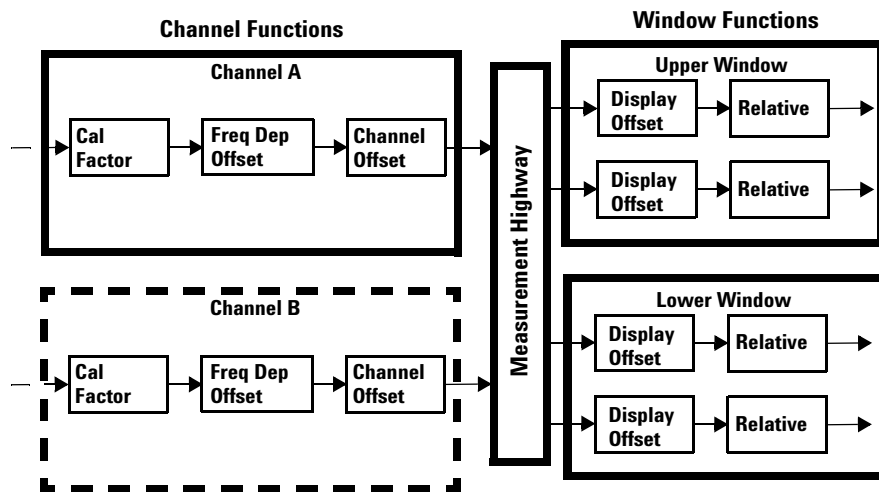 Channel Functions
Channel A
Cal
Factor
Freq Dep
Offset
Channel
Offset
Channel B
Cal
Factor
Freq Dep
Offset
Channel
Offset
Measurement Highway
Window Functions
Upper Window
Display
Offset
Relative
Display
Offset
Relative
Lower Window
Display
Offset
Relative
Display
Offset
Relative